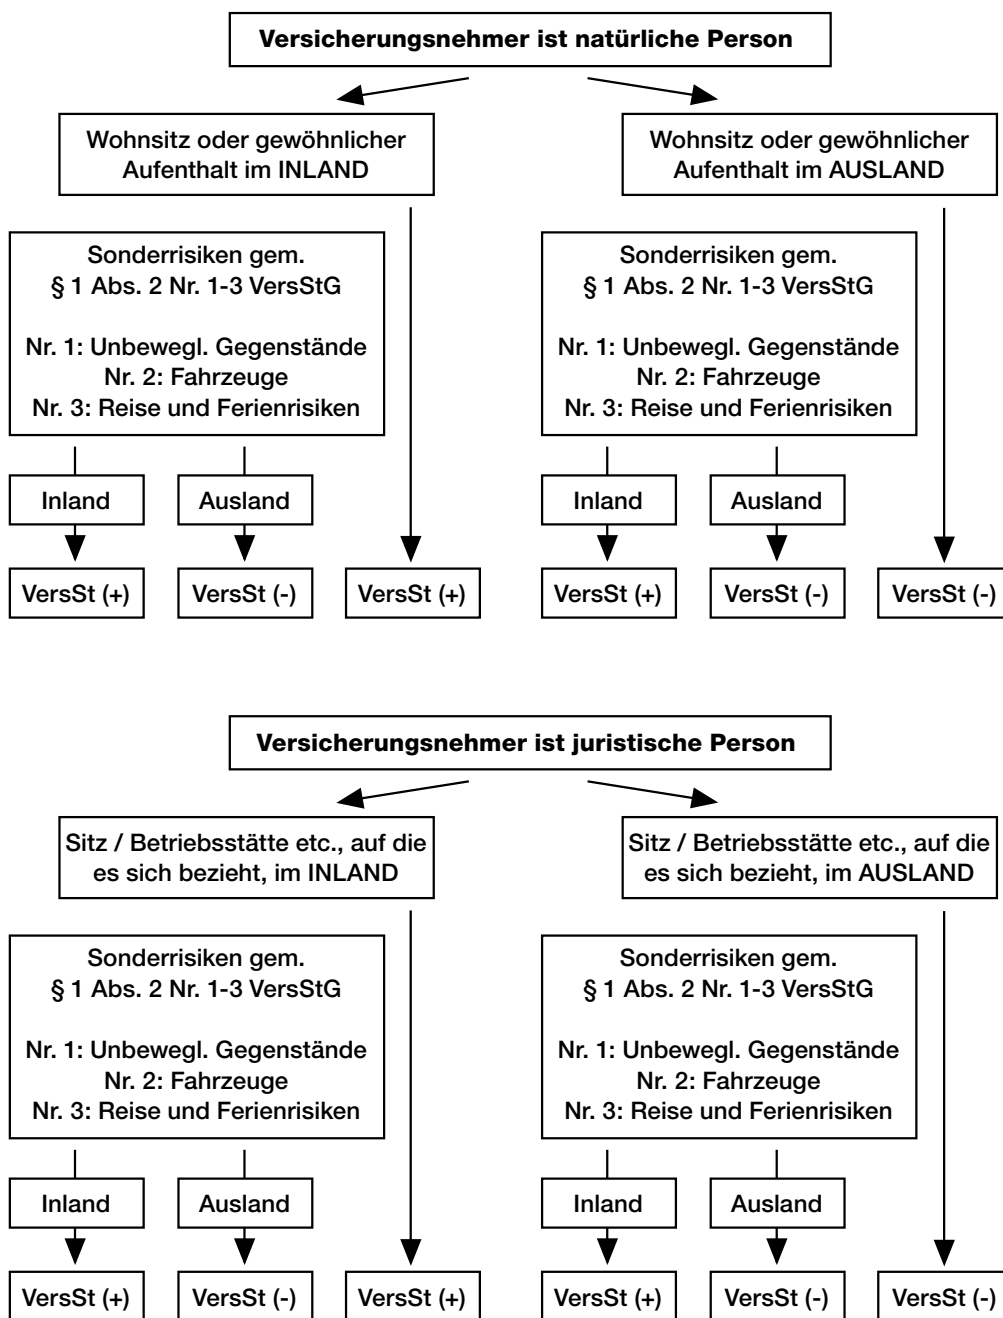 Versicherungsnehmer ist natürliche Person
Wohnsitz oder gewöhnlicher
Aufenthalt im INLAND
Sonderrisiken gem.
§ 1 Abs. 2 Nr. 1-3 VersStG
Nr. 1: Unbewegl. Gegenstände
Nr. 2: Fahrzeuge
Nr. 3: Reise und Ferienrisiken
Inland
Ausland
VersSt (+)
VersSt (-)
VersSt (+)
Wohnsitz oder gewöhnlicher
Aufenthalt im AUSLAND
Sonderrisiken gem.
§ 1 Abs. 2 Nr. 1-3 VersStG
Nr. 1: Unbewegl. Gegenstände
Nr. 2: Fahrzeuge
Nr. 3: Reise und Ferienrisiken
Inland
Ausland
VersSt (+)
VersSt (-)
VersSt (-)
Versicherungsnehmer ist juristische Person
Sitz / Betriebsstätte etc., auf die
es sich bezieht, im INLAND
Sonderrisiken gem.
§ 1 Abs. 2 Nr. 1-3 VersStG
Nr. 1: Unbewegl. Gegenstände
Nr. 2: Fahrzeuge
Nr. 3: Reise und Ferienrisiken
Inland
Ausland
VersSt (+)
VersSt (-)
VersSt (+)
Sitz / Betriebsstätte etc., auf die
es sich bezieht, im AUSLAND
Sonderrisiken gem.
§ 1 Abs. 2 Nr. 1-3 VersStG
Nr. 1: Unbewegl. Gegenstände
Nr. 2: Fahrzeuge
Nr. 3: Reise und Ferienrisiken
Inland
Ausland
VersSt (+)
VersSt (-)
VersSt (-)